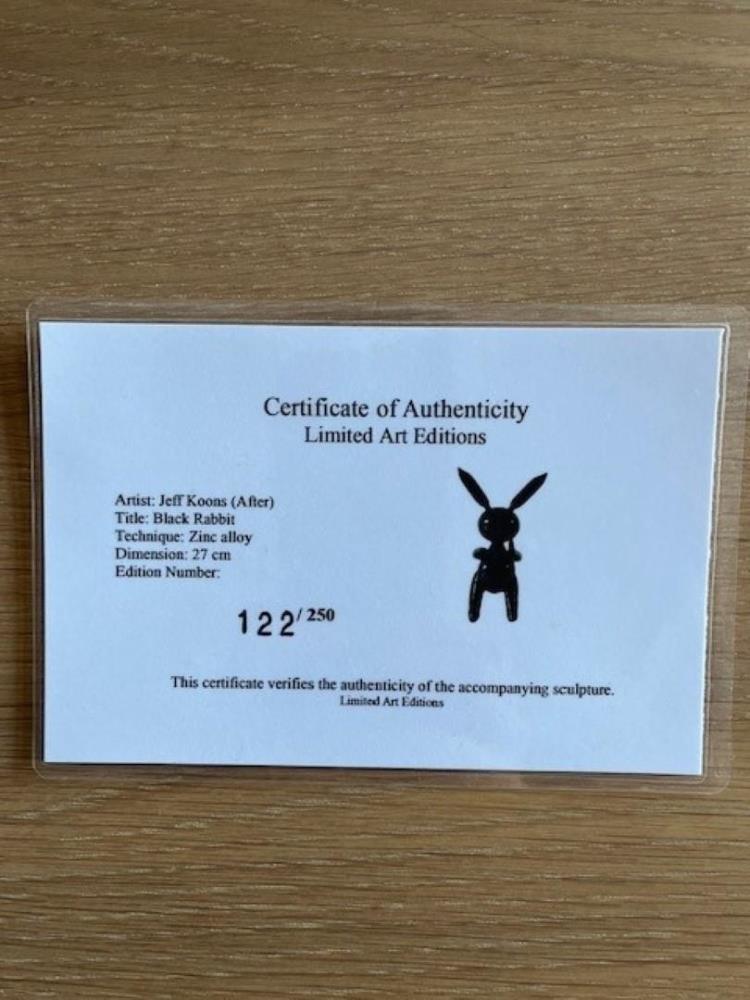 Certificate of Authenticity
Limited Art Editions
Artist: Jeff Koons (After)
Title: Black Rabbit
Technique: Zinc alloy
Dimension: 27 cm
Edition Number:
122/250
This certificate verifies the authenticity of the accompanying sculpture.
Limited Art Editions